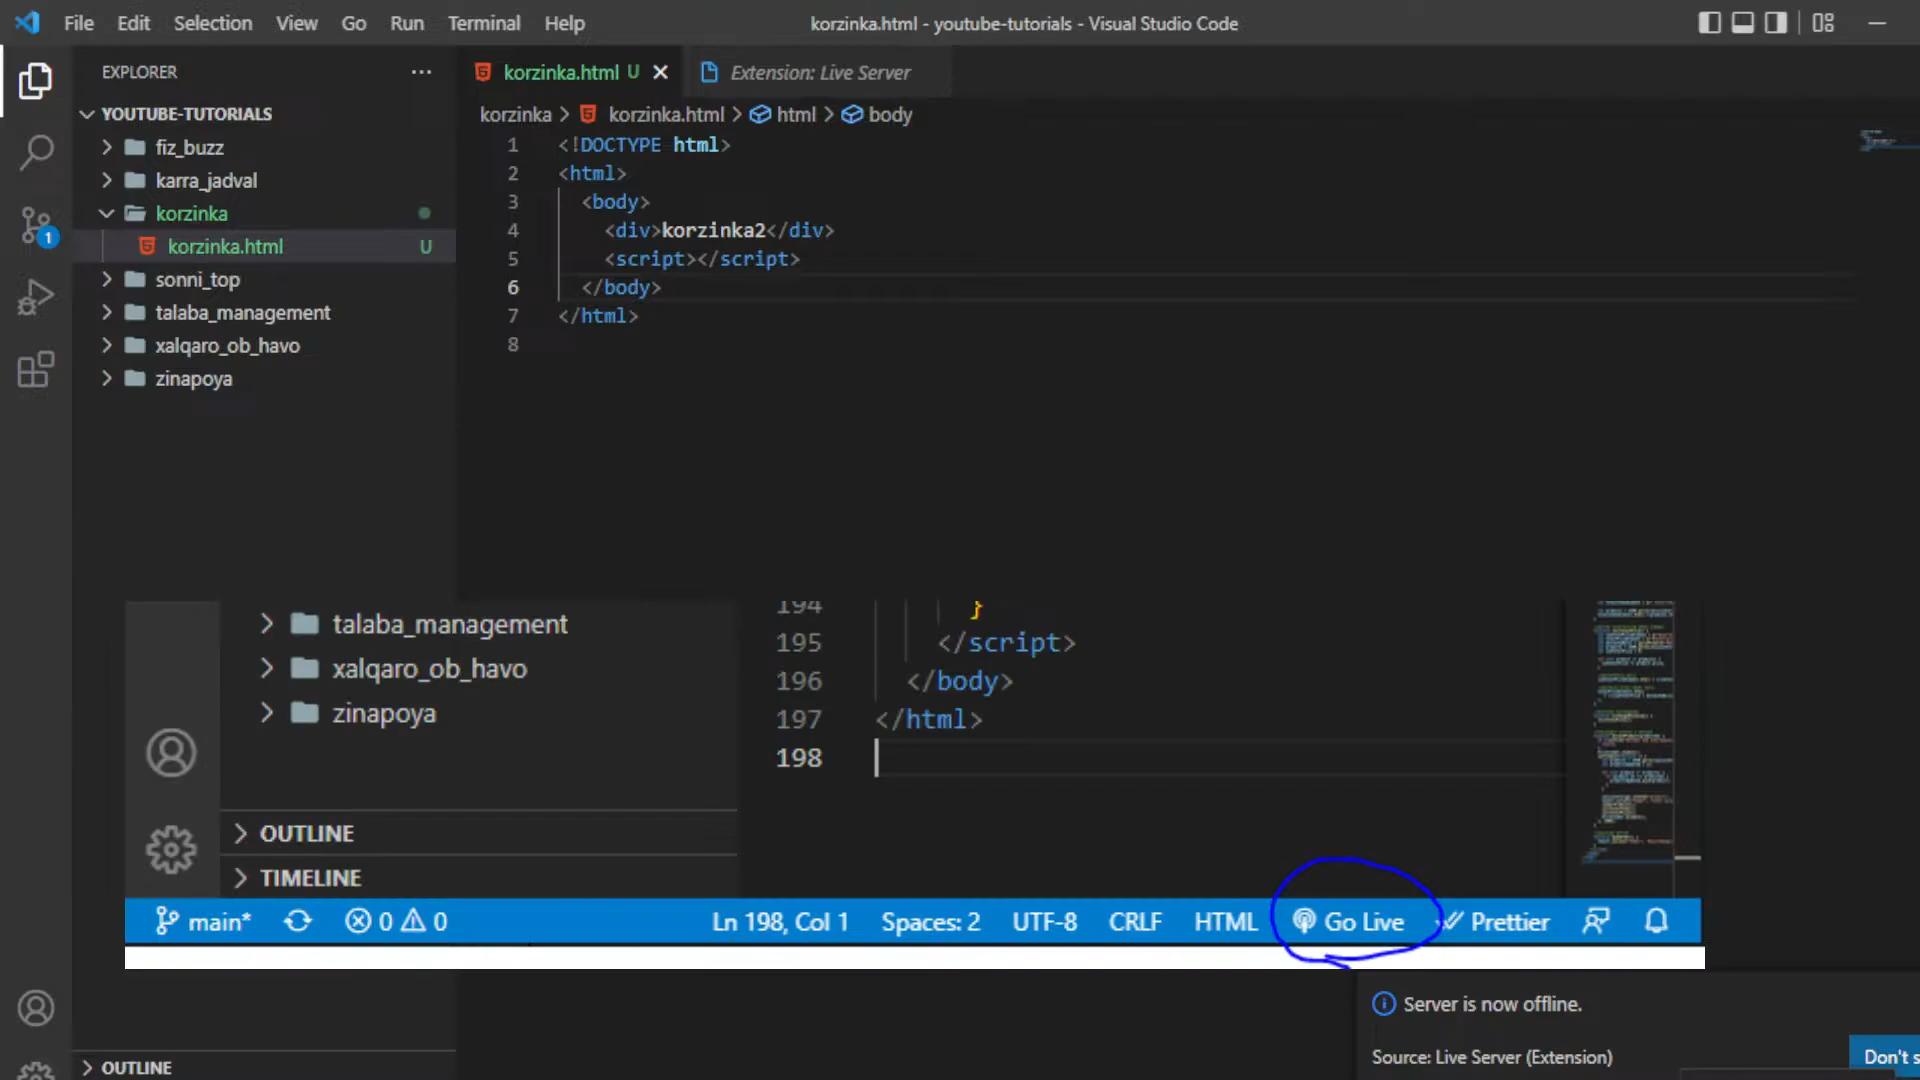 File Edit Selection View Go Run Terminal Help korzinka.html - youtube-tutorials - Visual Studio Code
EXPLORER ···
korzinka.html U Extension: Live Server
YOUTUBE-TUTORIALS
korzinka > korzinka.html > html > body
fiz_buzz
karra_jadval
korzinka
korzinka.html U
sonni_top
talaba_management
xalqaro_ob_havo
zinapoya
1
1 <!DOCTYPE html>
2 <html>
3 <body>
4 <div>korzinka2</div>
5 <script></script>
6 </body>
7 </html>
8
talaba_management
xalqaro_ob_havo
zinapoya
OUTLINE
TIMELINE
194 }
195 </script>
196 </body>
197 </html>
198
main* 0 0 Ln 198, Col 1 Spaces: 2 UTF-8 CRLF HTML Go Live Prettier
Server is now offline.
Source: Live Server (Extension) Don't s
OUTLINE